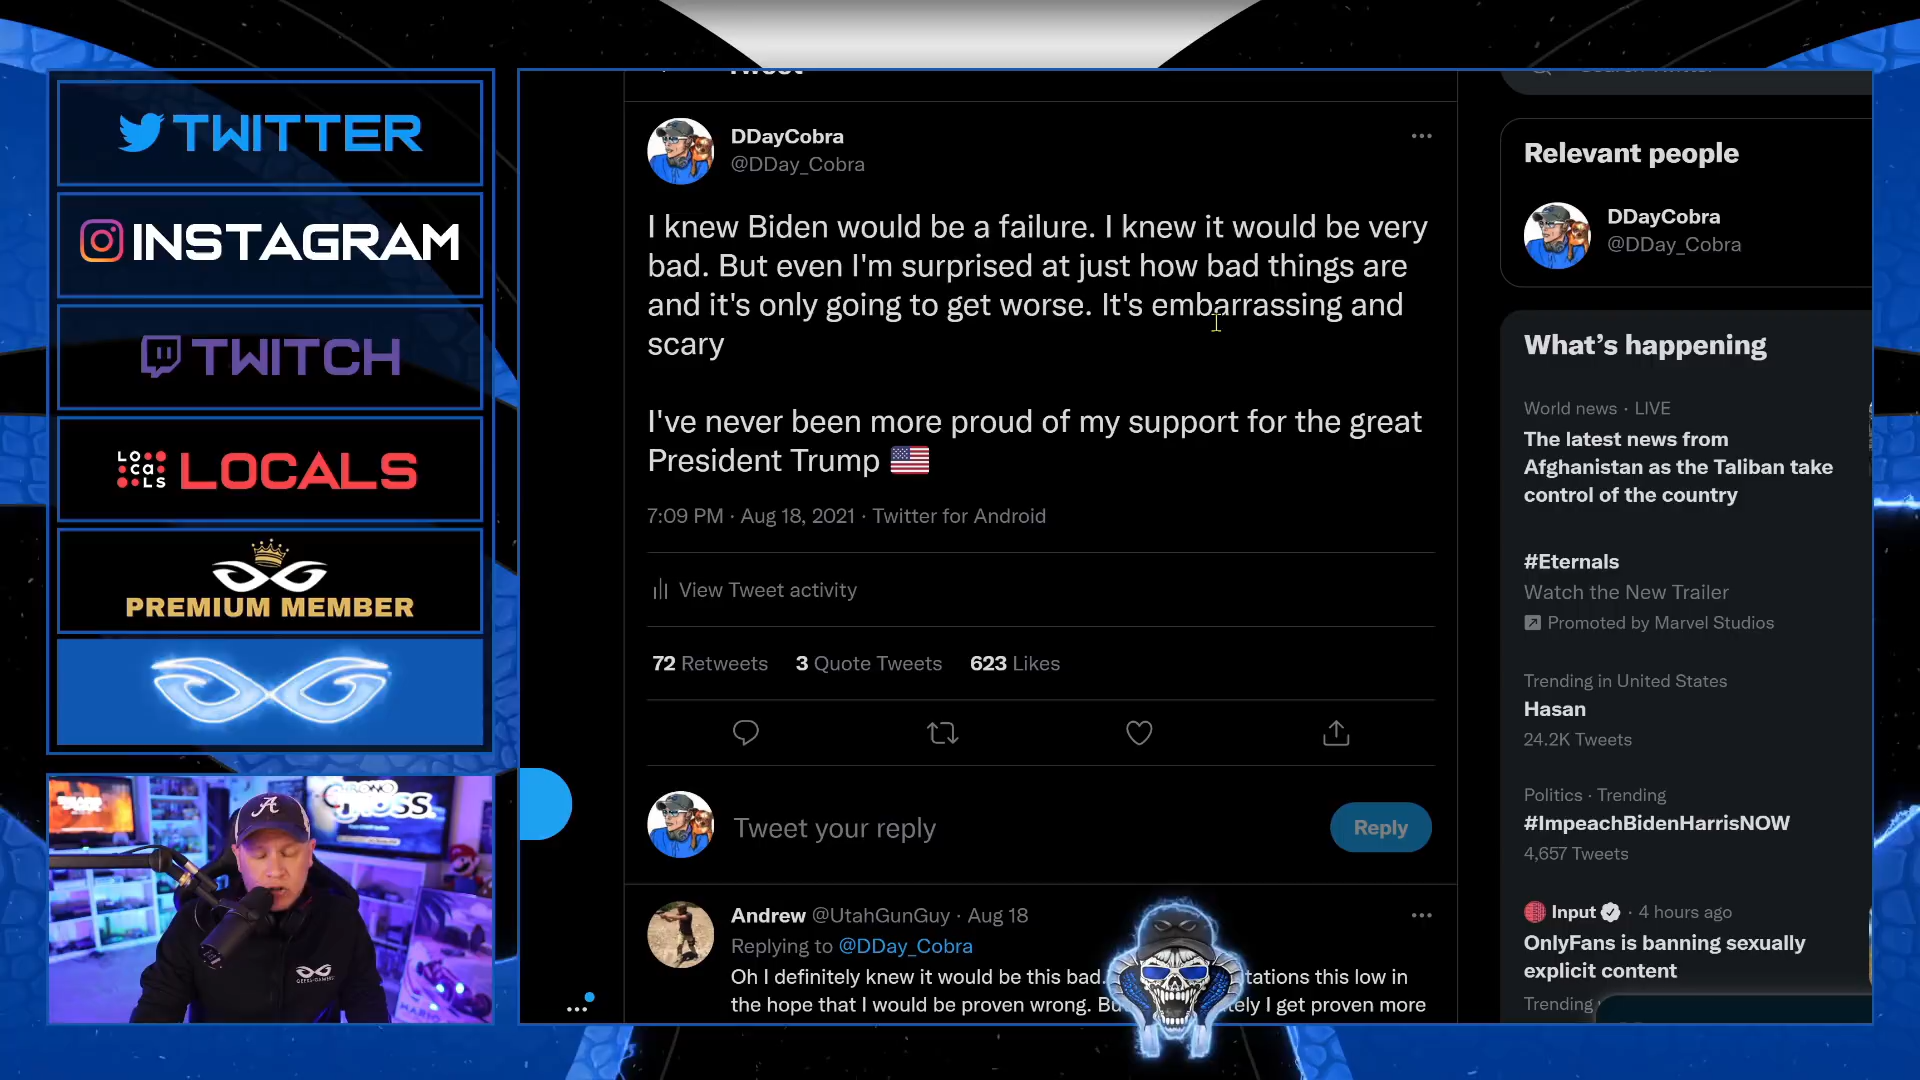 TWITTER
INSTAGRAM
TWITCH
LOCALS
LOCALS
PREMIUM MEMBER
Tweet
DDayCobra
@DDay_Cobra
I knew Biden would be a failure. I knew it would be very
bad. But even I'm surprised at just how bad things are
and it's only going to get worse. It's embarrassing and
scary
I've never been more proud of my support for the great
President Trump
7:09 PM · Aug 18, 2021 · Twitter for Android
View Tweet activity
72 Retweets 3 Quote Tweets 623 Likes
Tweet your reply
Reply
Andrew @UtahGunGuy · Aug 18
Replying to @DDay_Cobra
Oh I definitely knew it would be this bad. tations this low in
the hope that I would be proven wrong. tely I get proven more
Relevant people
DDayCobra
@DDay_Cobra
What's happening
World news · LIVE
The latest news from
Afghanistan as the Taliban take
control of the country
#Eternals
Watch the New Trailer
Promoted by Marvel Studios
Trending in United States
Hasan
24.2K Tweets
Politics · Trending
#ImpeachBidenHarrisNOW
4,657 Tweets
Input · 4 hours ago
OnlyFans is banning sexually
explicit content
Trending
CHRONO
CROSS
A
GEEKS+GAMERS